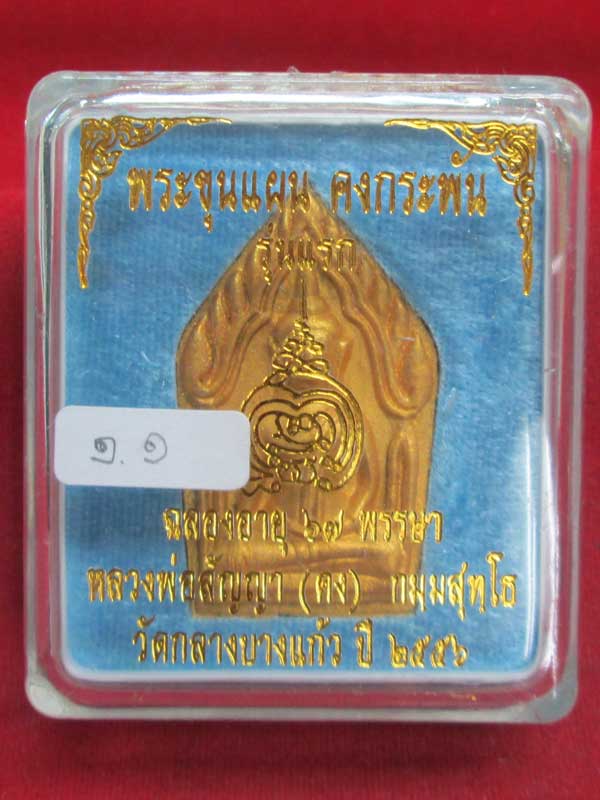 พระขุนแผน คงกระพัน
รุ่นแรก
๒.๑
ฉลองอายุ ๖๗ พรรษา
หลวงพ่อสัญญา (คง) กมฺมสุทฺโธ
วัดกลางบางแก้ว ปี ๒๕๕๖